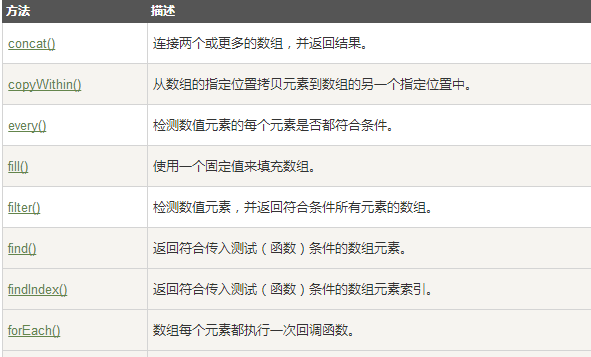 方法 描述
concat() 连接两个或更多的数组，并返回结果。
copyWithin() 从数组的指定位置拷贝元素到数组的另一个指定位置中。
every() 检测数值元素的每个元素是否都符合条件。
fill() 使用一个固定值来填充数组。
filter() 检测数值元素，并返回符合条件所有元素的数组。
find() 返回符合传入测试（函数）条件的数组元素。
findIndex() 返回符合传入测试（函数）条件的数组元素索引。
forEach() 数组每个元素都执行一次回调函数。